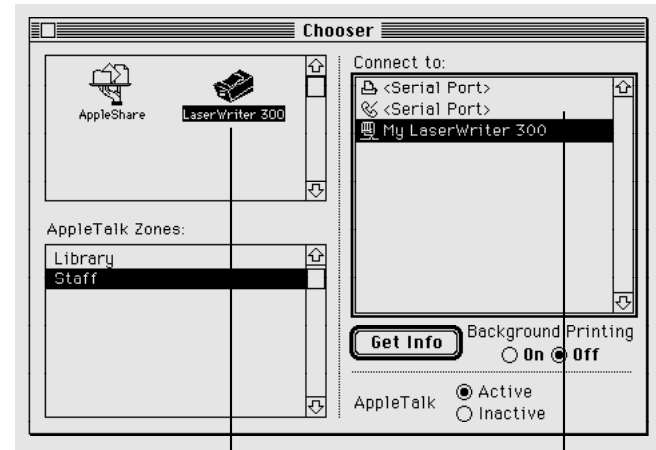 Chooser
AppleShare
LaserWriter 300
AppleTalk Zones:
Library
Staff
Connect to:
<Serial Port>
<Serial Port>
My LaserWriter 300
Get Info
Background Printing
On Off
AppleTalk
Active
Inactive